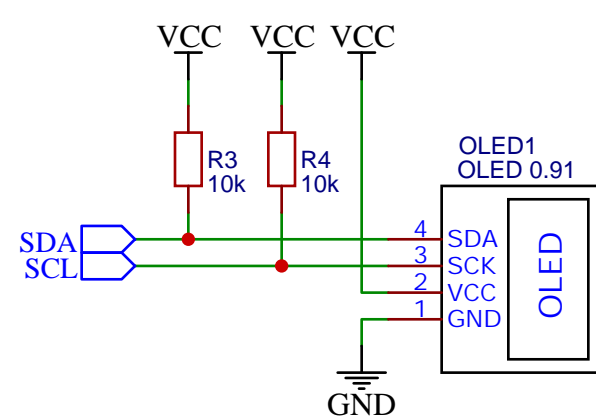 VCC VCC VCC
R3
10k
R4
10k
OLED1
OLED 0.91
SDA
SCL
4 SDA
3 SCK
2 VCC
1 GND
OLED
GND